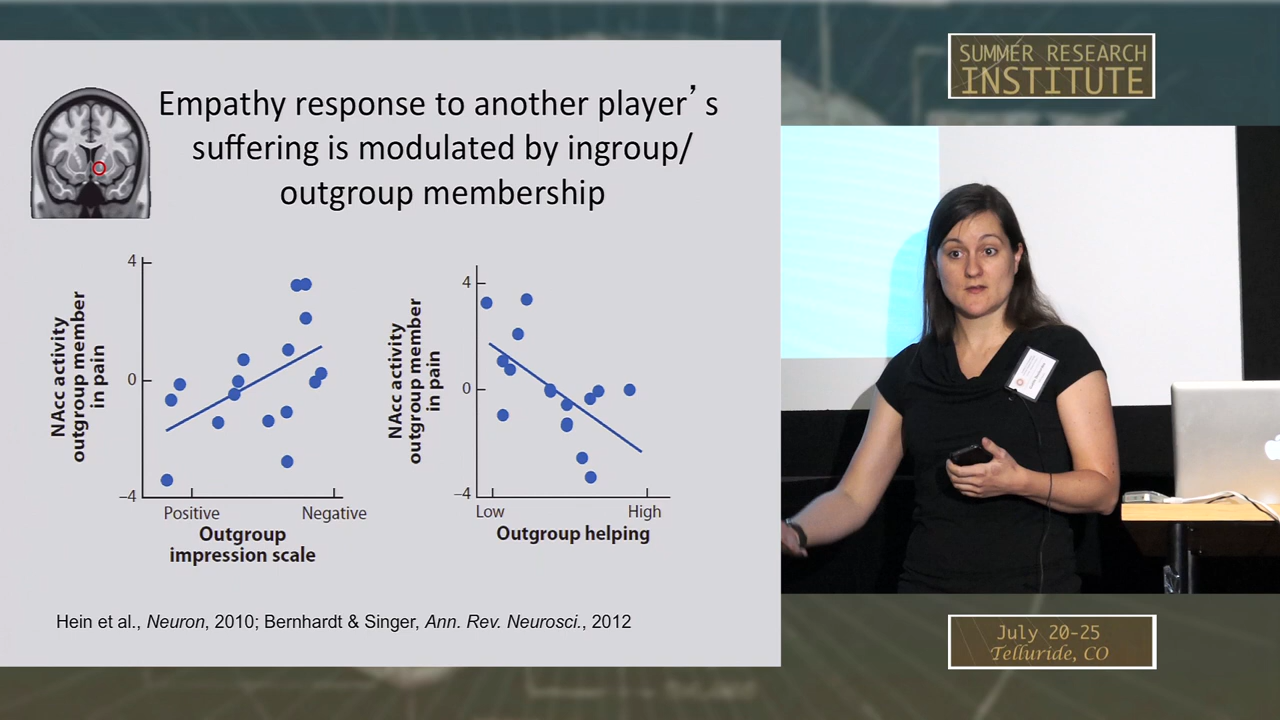 Empathy response to another player's
suffering is modulated by ingroup/
outgroup membership
NAcc activity
outgroup member
in pain
4
0
–4
Positive
Negative
Outgroup
impression scale
NAcc activity
outgroup member
in pain
4
0
–4
Low
High
Outgroup helping
Hein et al., Neuron, 2010; Bernhardt & Singer, Ann. Rev. Neurosci., 2012
SUMMER RESEARCH
INSTITUTE
July 20-25
Telluride, CO